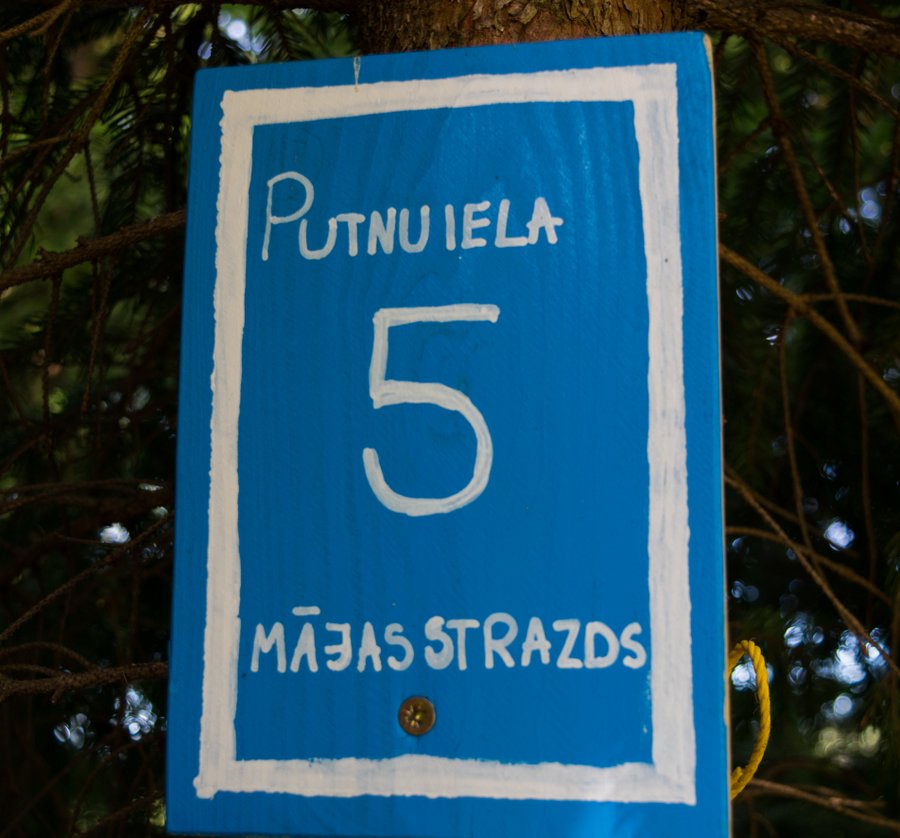 PUTNU IELA
5
MĀJAS STRAZDS